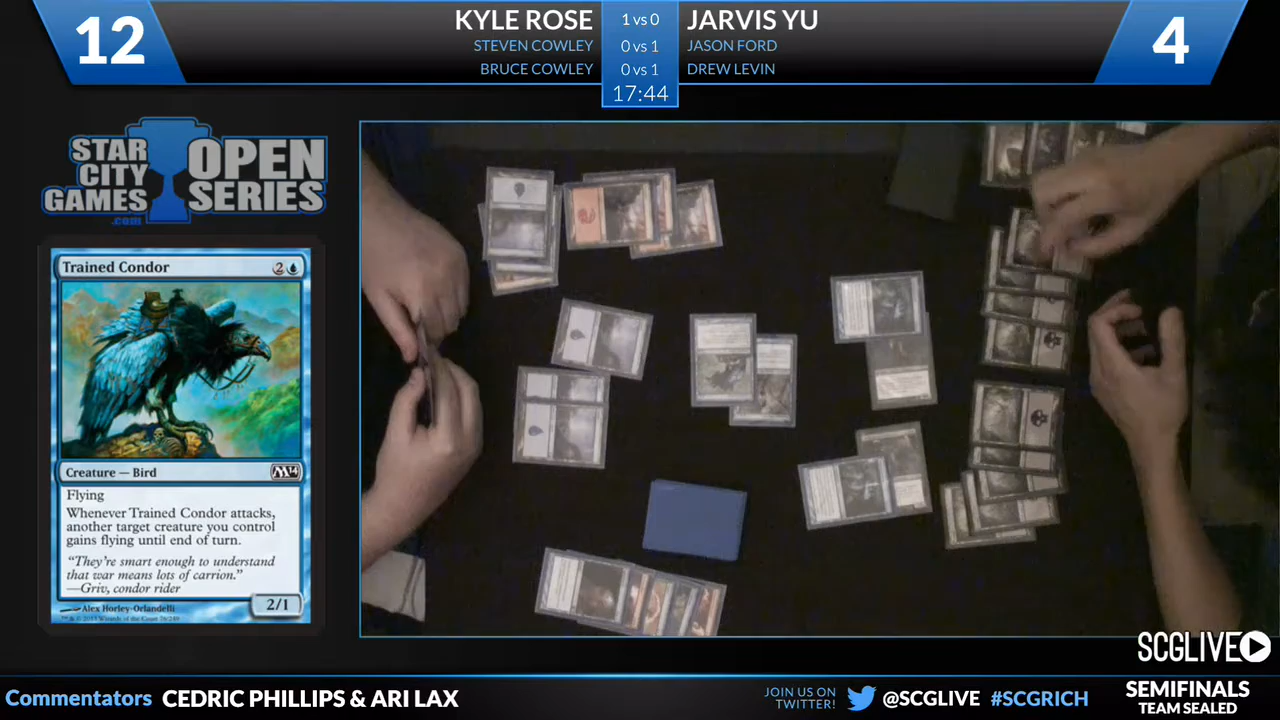 12
KYLE ROSE
1 vs 0
JARVIS YU
4
STEVEN COWLEY
0 vs 1
JASON FORD
BRUCE COWLEY
0 vs 1
DREW LEVIN
17:44
STAR
CITY
GAMES
.com
OPEN
SERIES
Trained Condor
2
Creature — Bird
M14
Flying
Whenever Trained Condor attacks,
another target creature you control
gains flying until end of turn.
"They're smart enough to understand
that war means lots of carrion."
—Griv, condor rider
2/1
Alex Horley-Orlandelli
SCGLIVE
Commentators CEDRIC PHILLIPS & ARI LAX
JOIN US ON
TWITTER!
@SCGLIVE #SCGRICH
SEMIFINALS
TEAM SEALED